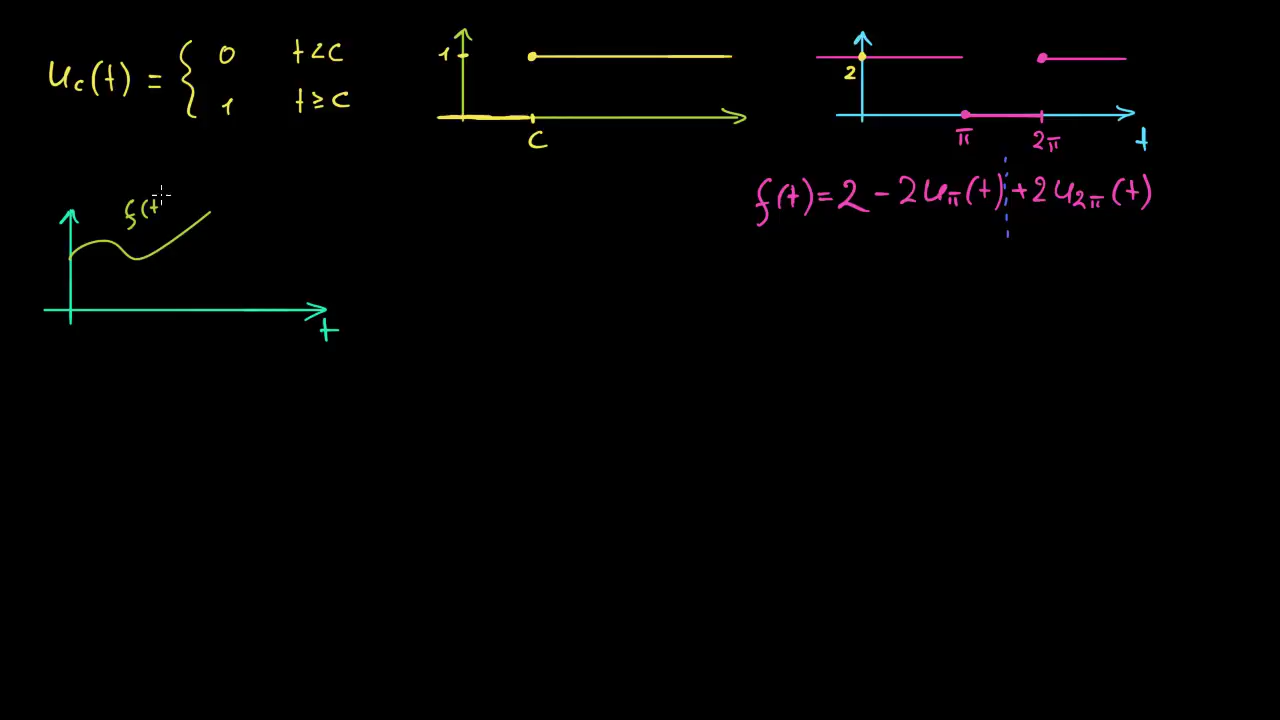 u_c(t) = { 0 t<c
1 t≥c
1
c
2
π 2π t
f(t) = 2 - 2u_π(t) + 2u_2π(t)
f(t
t